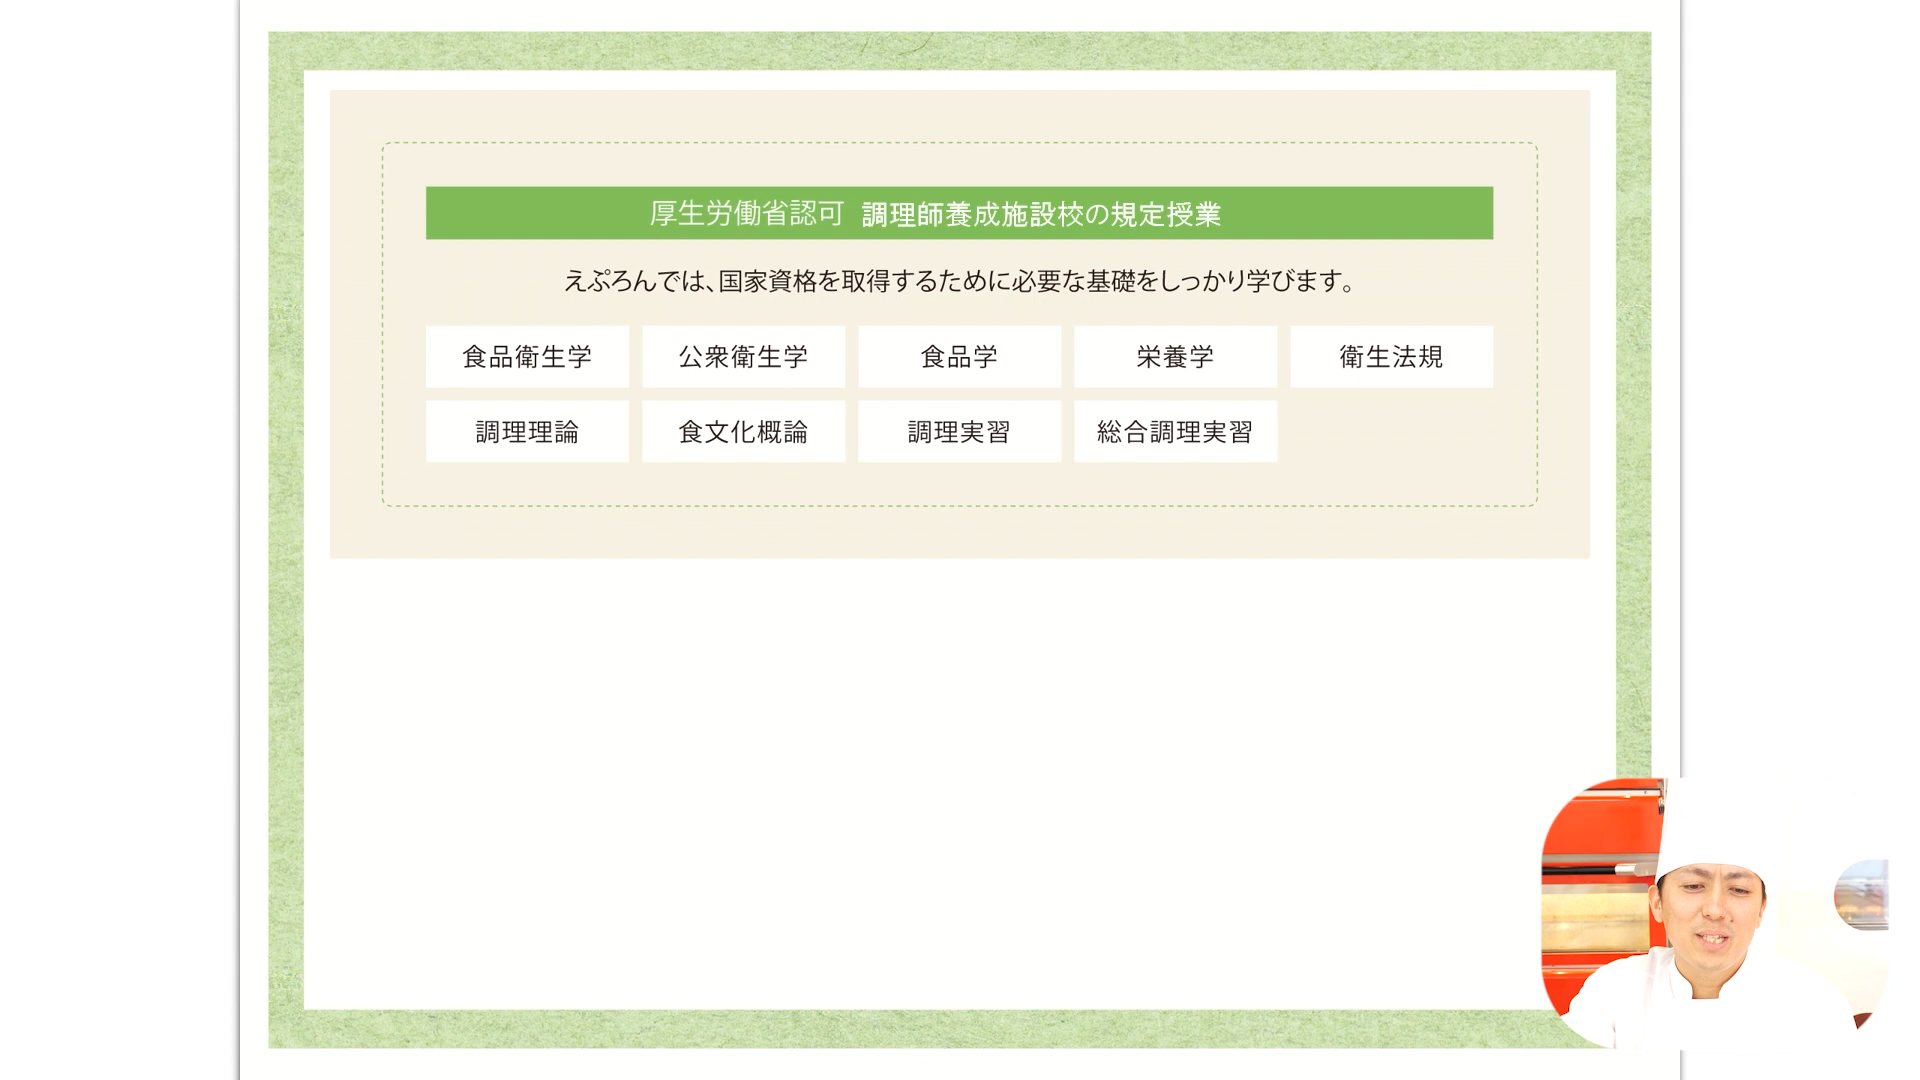 厚生労働省認可 調理師養成施設校の規定授業
えぷろんでは、国家資格を取得するために必要な基礎をしっかり学びます。
食品衛生学 公衆衛生学 食品学 栄養学 衛生法規
調理理論 食文化概論 調理実習 総合調理実習